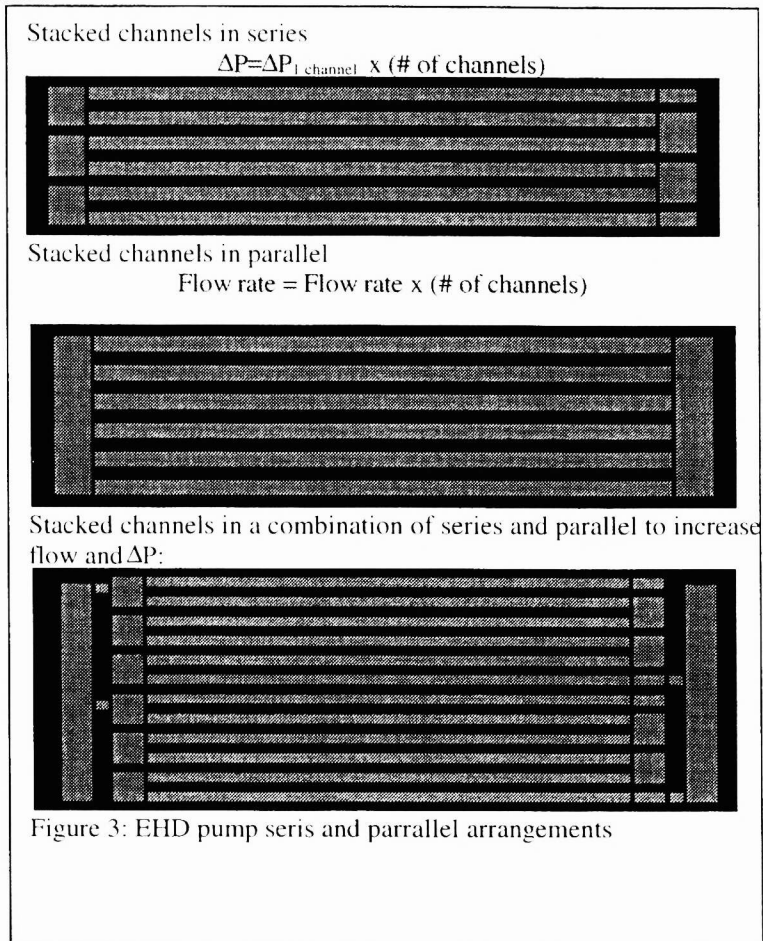 Stacked channels in series
ΔP=ΔP1 channel x (# of channels)
Stacked channels in parallel
Flow rate = Flow rate x (# of channels)
Stacked channels in a combination of series and parallel to increase
flow and ΔP:
Figure 3: EHD pump seris and parrallel arrangements